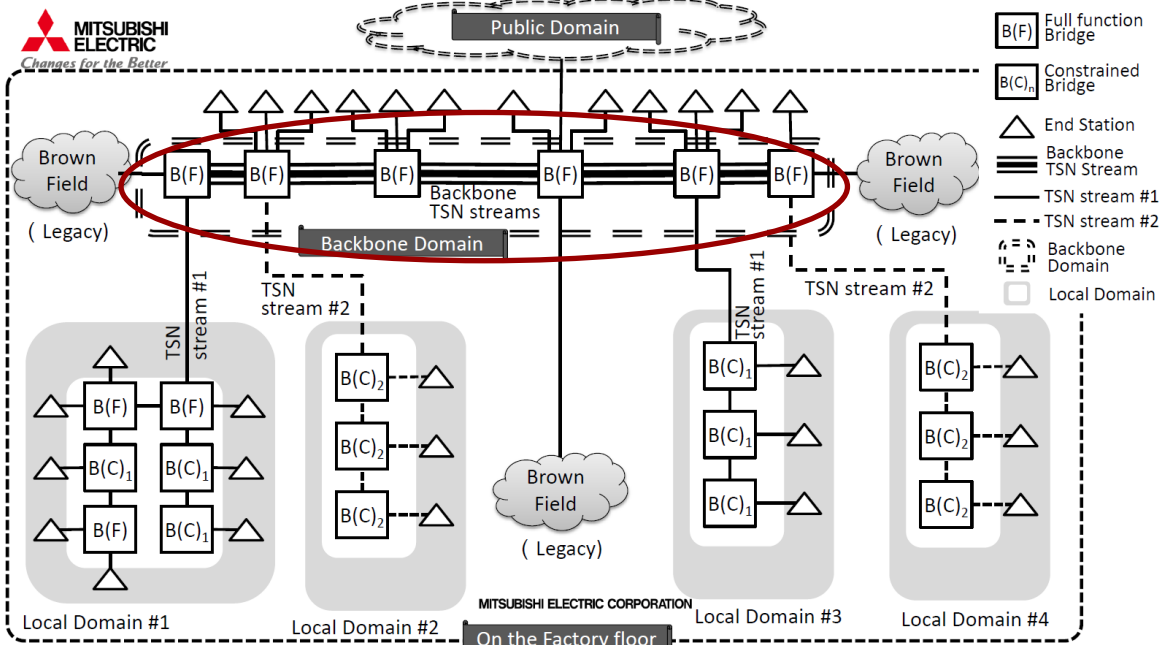 MITSUBISHI
ELECTRIC
Changes for the Better
Public Domain
B(F)
Full function
Bridge
B(C)n
Constrained
Bridge
End Station
Backbone
TSN Stream
TSN stream #1
TSN stream #2
Backbone
Domain
Local Domain
Brown
Field
( Legacy)
B(F)
B(F)
B(F)
B(F)
B(F)
B(F)
Brown
Field
( Legacy)
Backbone
TSN streams
Backbone Domain
TSN
stream #1
TSN
stream #2
TSN
stream #1
TSN stream #2
B(F)
B(F)
B(C)1
B(C)1
B(F)
B(C)1
Local Domain #1
B(C)2
B(C)2
B(C)2
Local Domain #2
Brown
Field
( Legacy)
B(C)1
B(C)1
B(C)1
Local Domain #3
B(C)2
B(C)2
B(C)2
Local Domain #4
MITSUBISHI ELECTRIC CORPORATION
On the Factory floor